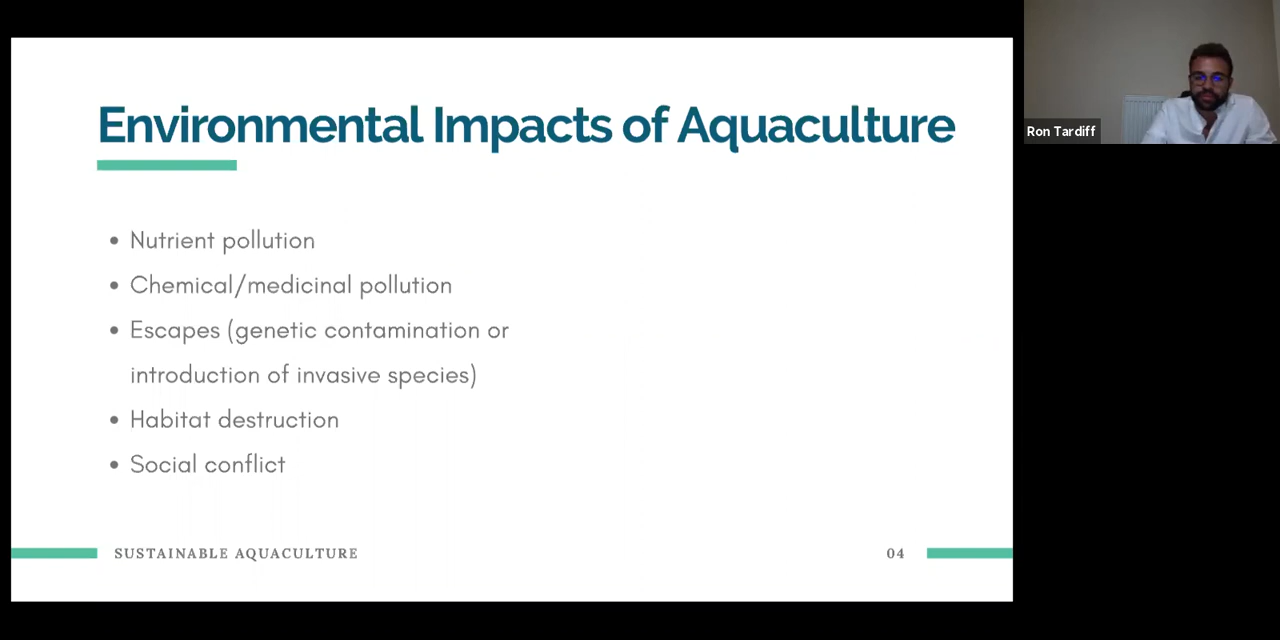 Environmental Impacts of Aquaculture
• Nutrient pollution
• Chemical/medicinal pollution
• Escapes (genetic contamination or
introduction of invasive species)
• Habitat destruction
• Social conflict
SUSTAINABLE AQUACULTURE
04
Ron Tardiff